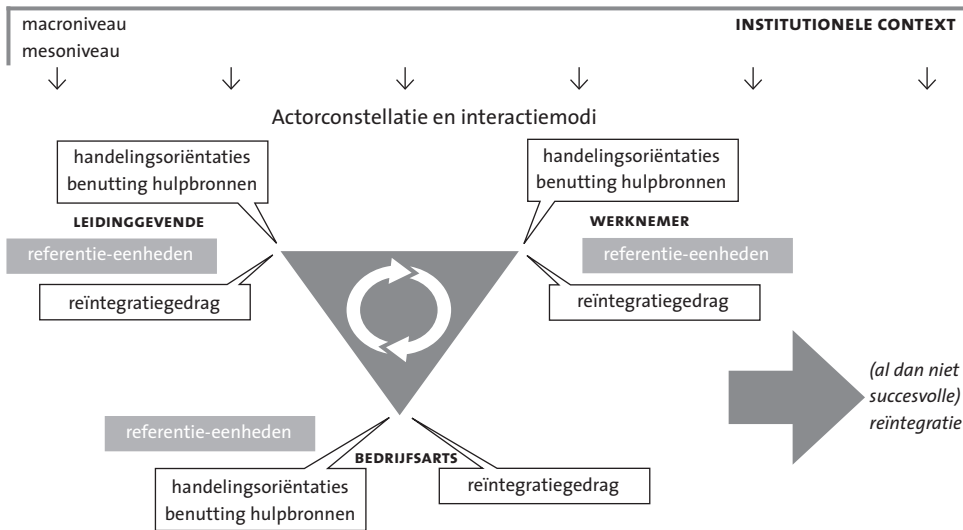 macroniveau
INSTITUTIONELE CONTEXT
mesoniveau
Actorconstellatie en interactiemodi
handelingsoriëntaties
benutting hulpbronnen
handelingsoriëntaties
benutting hulpbronnen
LEIDINGGEVENDE
WERKNEMER
referentie-eenheden
referentie-eenheden
reïntegratiegedrag
reïntegratiegedrag
(al dan niet
succesvolle)
reïntegratie
referentie-eenheden
BEDRIJFSARTS
handelingsoriëntaties
benutting hulpbronnen
reïntegratiegedrag